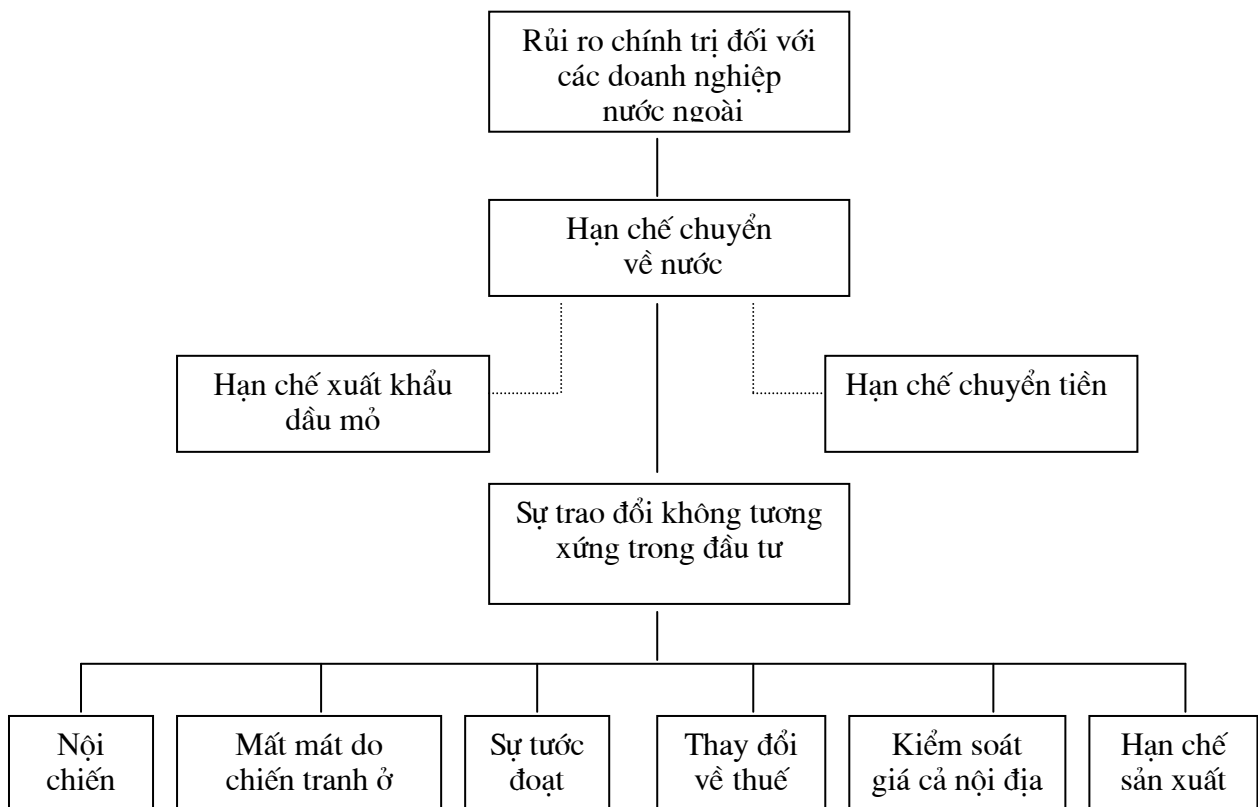 Rủi ro chính trị đối với
các doanh nghiệp
nước ngoài
Hạn chế chuyển
về nước
Hạn chế xuất khẩu
dầu mỏ
Hạn chế chuyển tiền
Sự trao đổi không tương
xứng trong đầu tư
Nội
chiến
Mất mát do
chiến tranh ở
Sự tước
đoạt
Thay đổi
về thuế
Kiểm soát
giá cả nội địa
Hạn chế
sản xuất